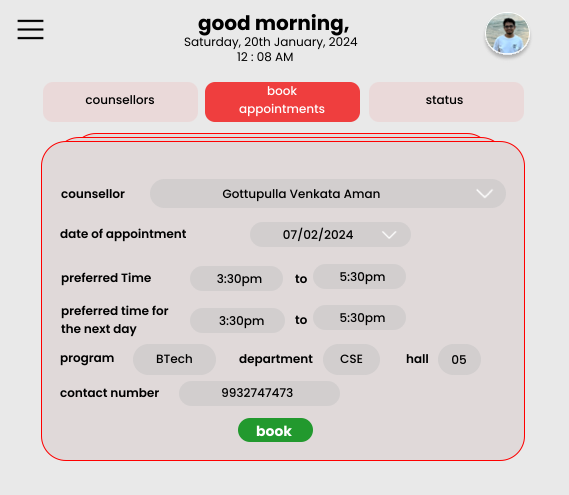 good morning,
Saturday, 20th January, 2024
12 : 08 AM
counsellors
book
appointments
status
counsellor Gottupulla Venkata Aman
date of appointment 07/02/2024
preferred Time 3:30pm to 5:30pm
preferred time for
the next day 3:30pm to 5:30pm
program BTech department CSE hall 05
contact number 9932747473
book